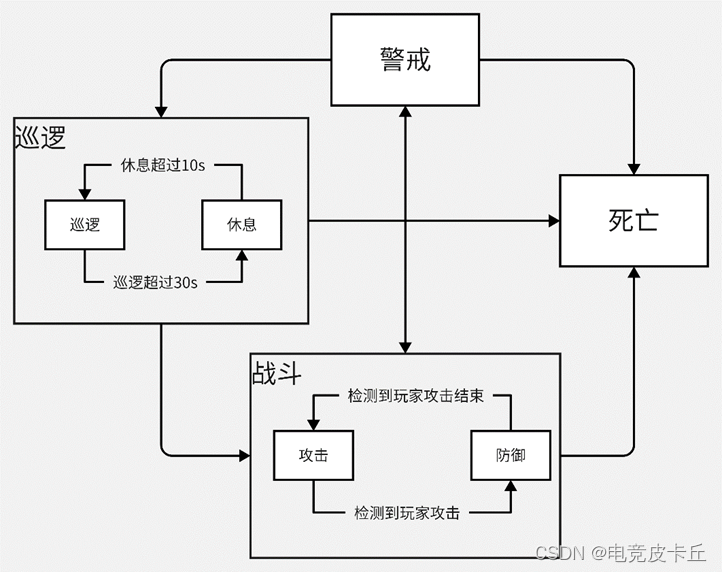 警戒
巡逻
休息超过10s
巡逻
休息
巡逻超过30s
死亡
战斗
检测到玩家攻击结束
攻击
防御
检测到玩家攻击
CSDN @电竞皮卡丘